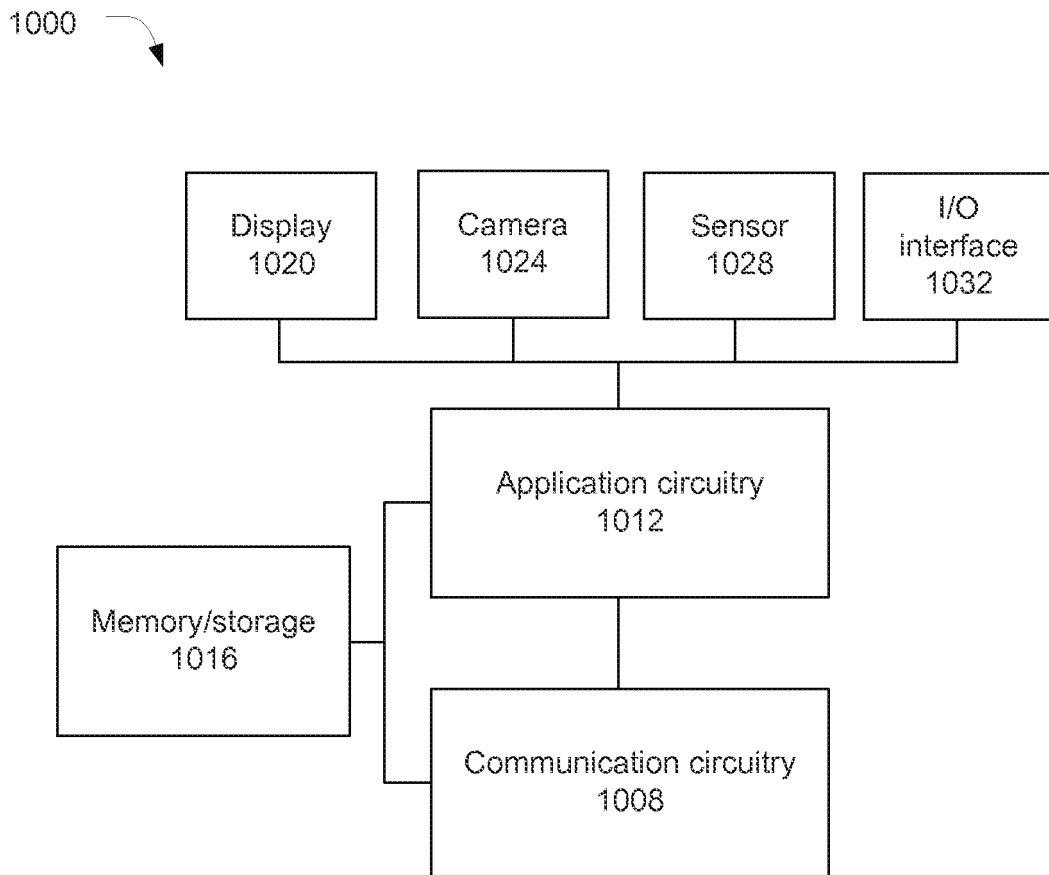 1000
Display
1020
Camera
1024
Sensor
1028
I/O
interface
1032
Application circuitry
1012
Memory/storage
1016
Communication circuitry
1008